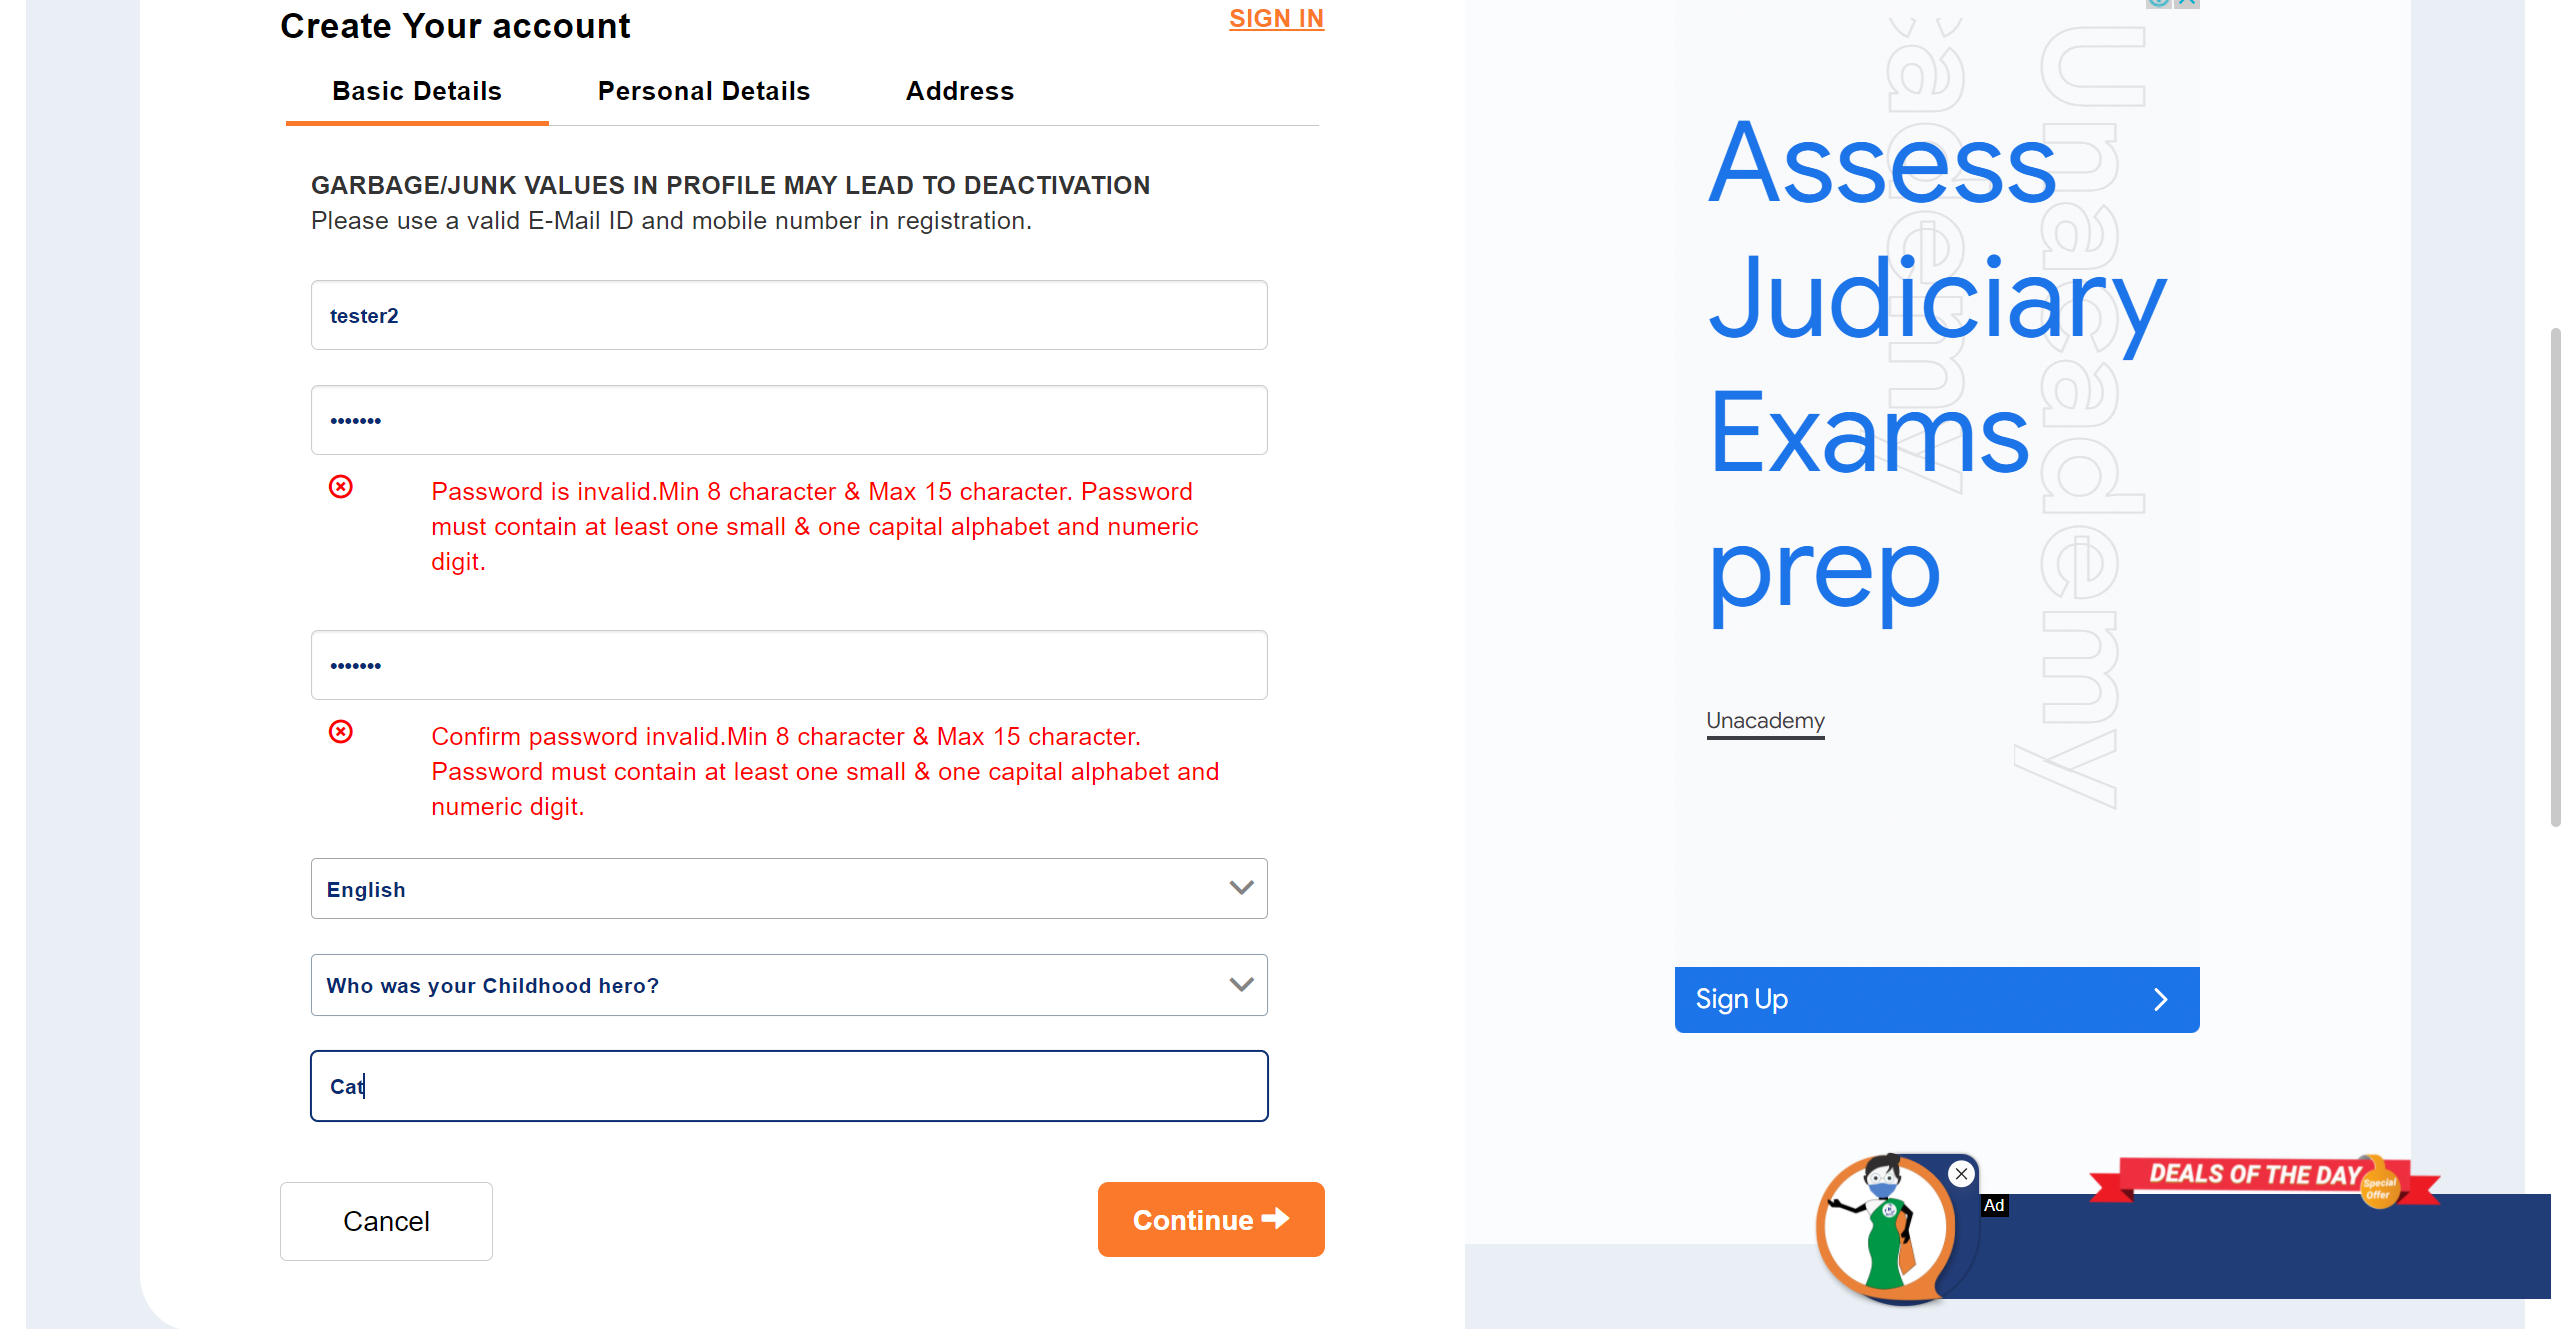 Create Your account
SIGN IN
Basic Details
Personal Details
Address
GARBAGE/JUNK VALUES IN PROFILE MAY LEAD TO DEACTIVATION
Please use a valid E-Mail ID and mobile number in registration.
tester2
•••••••
Password is invalid.Min 8 character & Max 15 character. Password
must contain at least one small & one capital alphabet and numeric
digit.
•••••••
Confirm password invalid.Min 8 character & Max 15 character.
Password must contain at least one small & one capital alphabet and
numeric digit.
English
Who was your Childhood hero?
Cat
Cancel
Continue
Unacademy
Assess
Judiciary
Exams
prep
Unacademy
Sign Up
Ad
DEALS OF THE DAY
Special
Offer